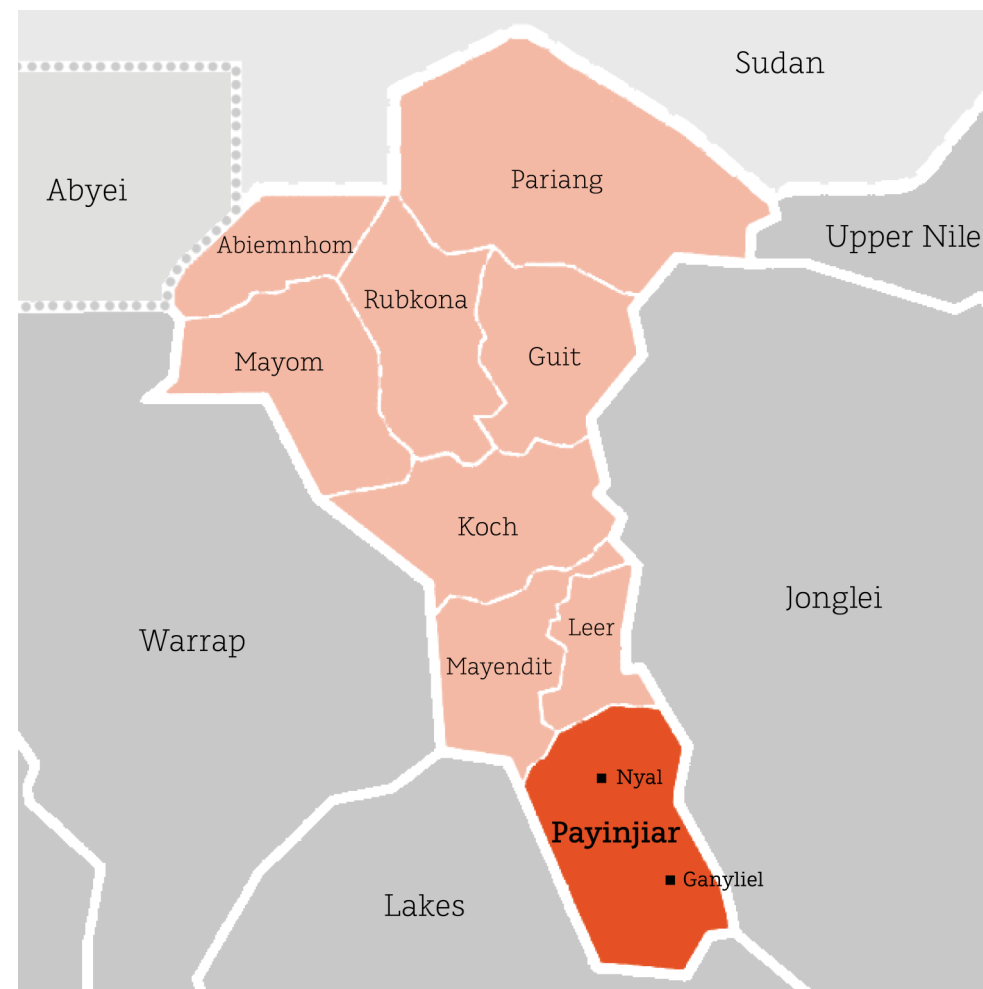 Sudan
Abyei
Pariang
Upper Nile
Abiemnhom
Rubkona
Mayom
Guit
Koch
Jonglei
Leer
Warrap
Mayendit
Nyal
Payinjiar
Ganyliel
Lakes